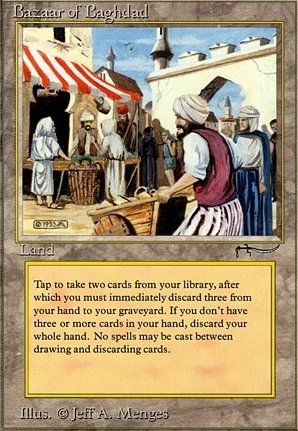 Bazaar of Baghdad
©1993JAM
Land
Tap to take two cards from your library, after
which you must immediately discard three from
your hand to your graveyard. If you don't have
three or more cards in your hand, discard your
whole hand. No spells may be cast between
drawing and discarding cards.
Illus. © Jeff A. Menges